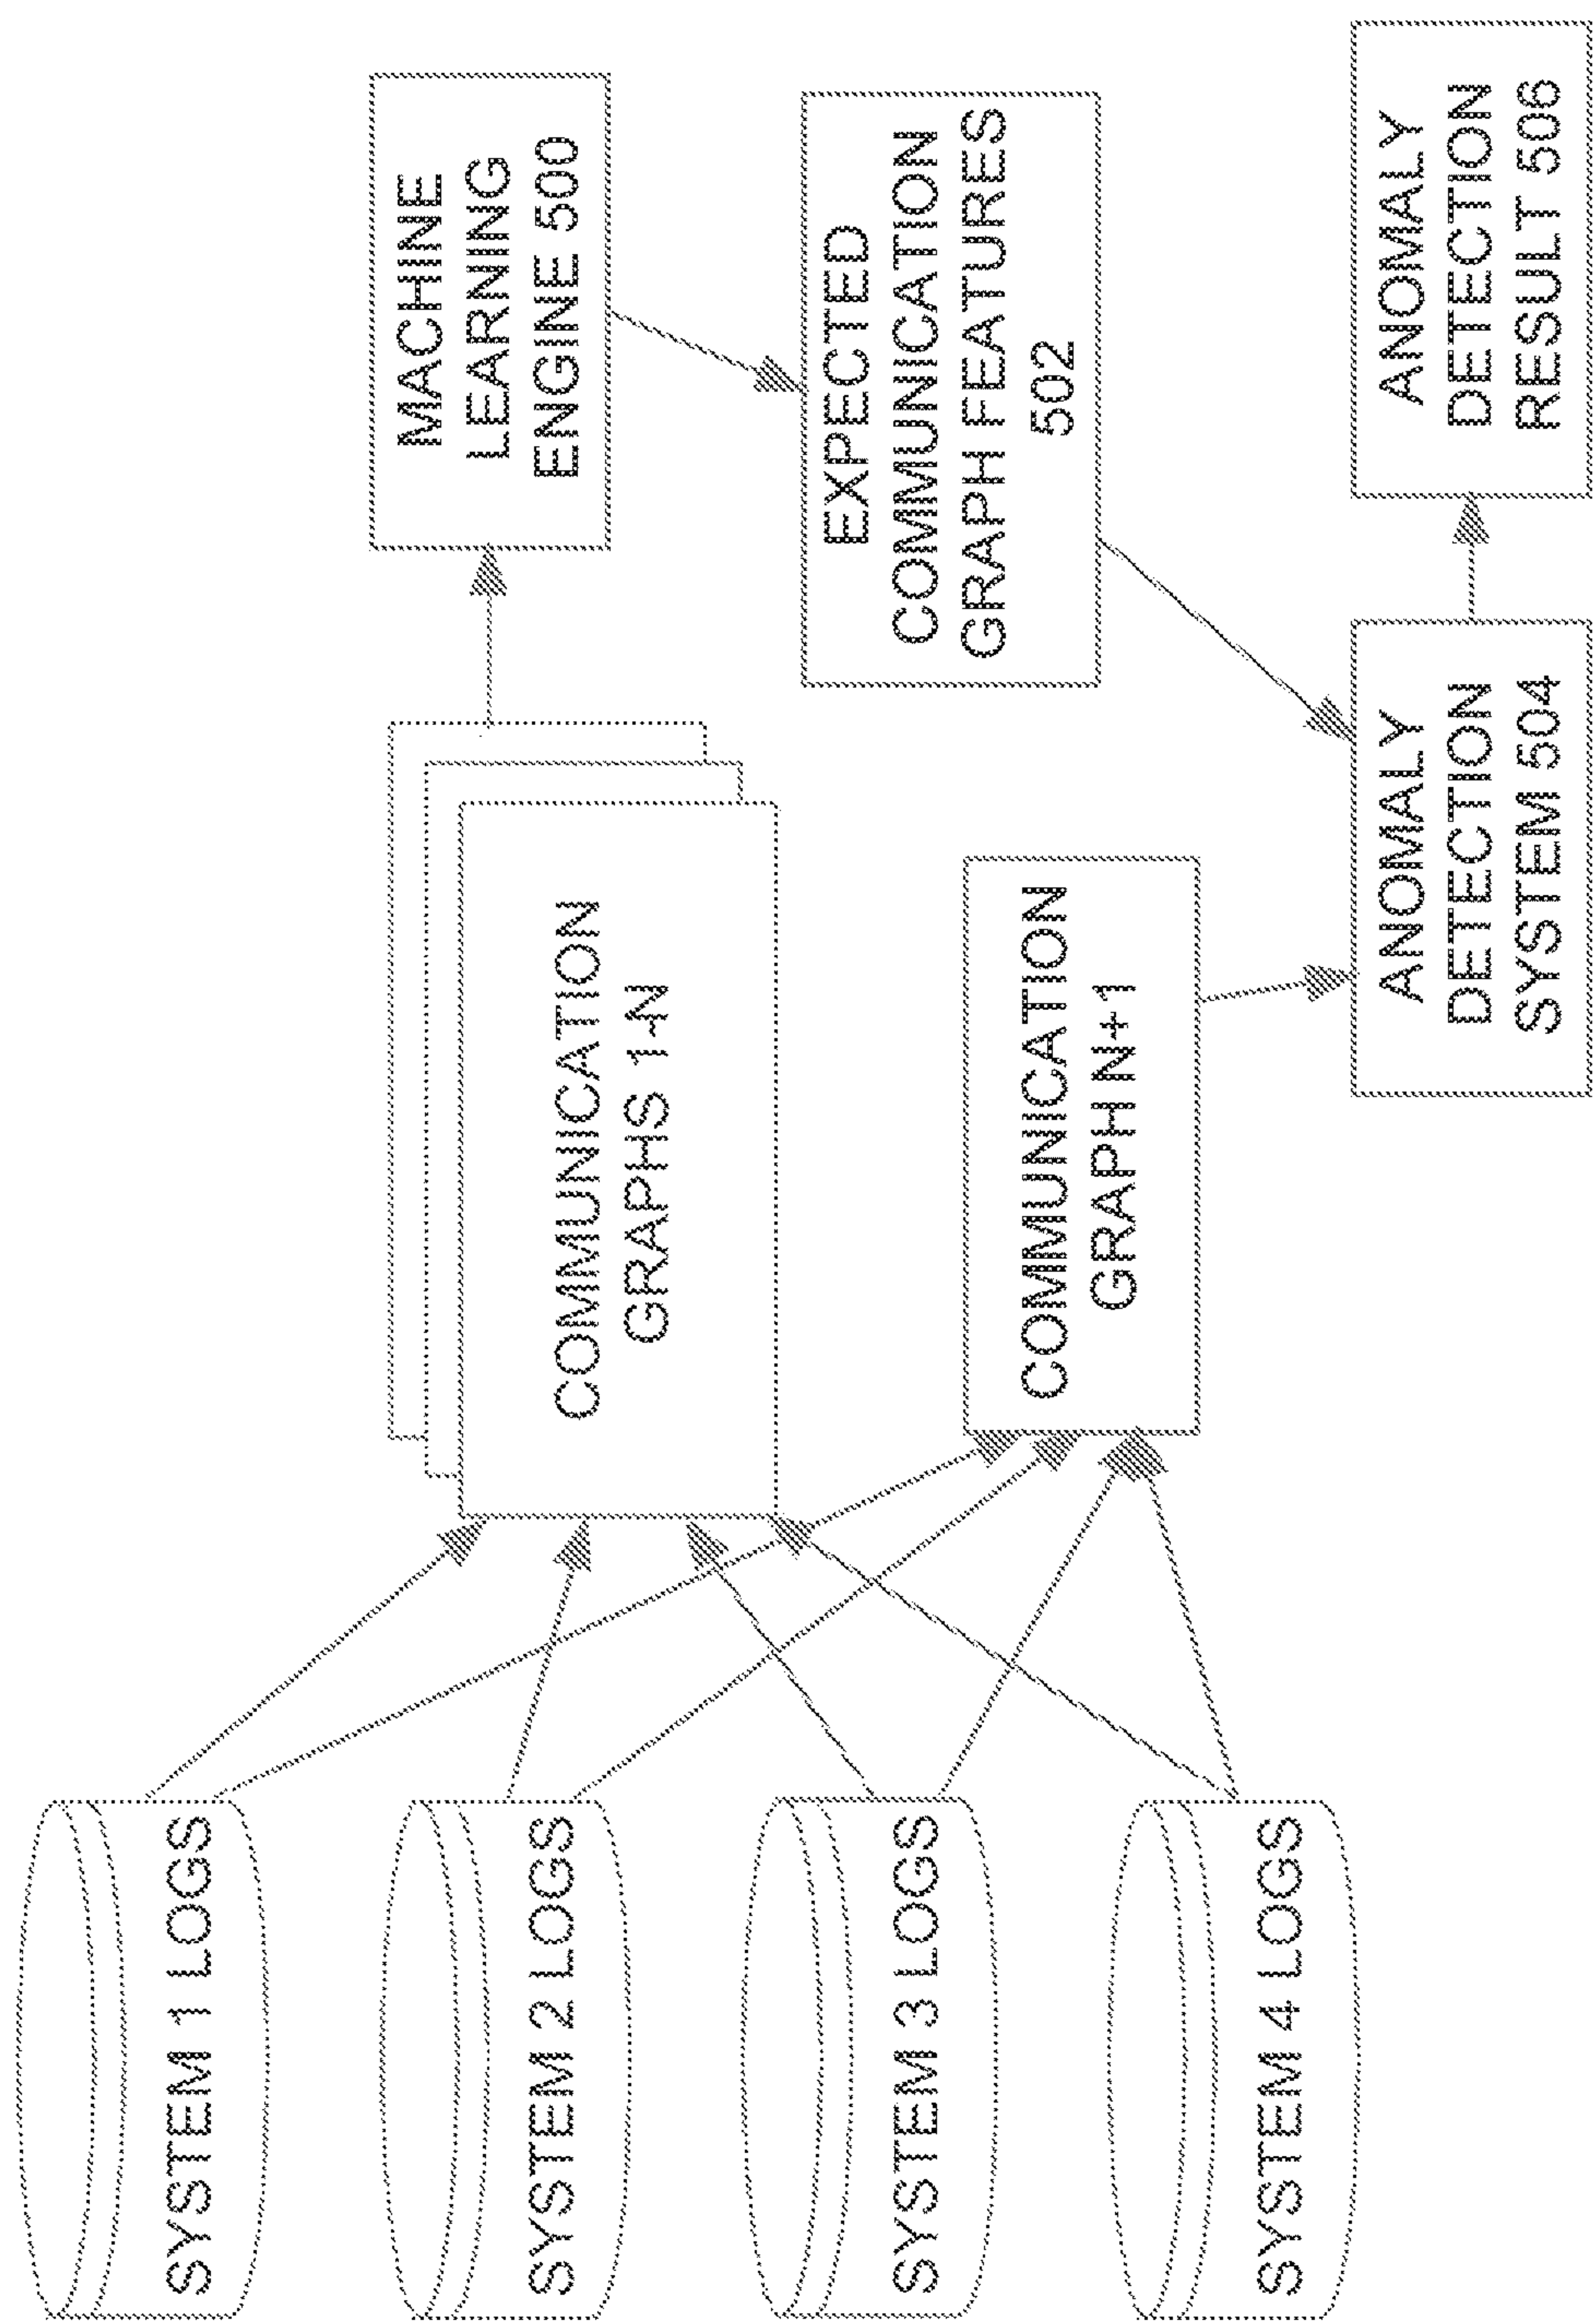 SYSTEM 1 LOGS
SYSTEM 2 LOGS
SYSTEM 3 LOGS
SYSTEM 4 LOGS
COMMUNICATION
GRAPHS 1-N
COMMUNICATION
GRAPH N+1
MACHINE
LEARNING
ENGINE 500
EXPECTED
COMMUNICATION
GRAPH FEATURES
502
ANOMALY
DETECTION
SYSTEM 504
ANOMALY
DETECTION
RESULT 506